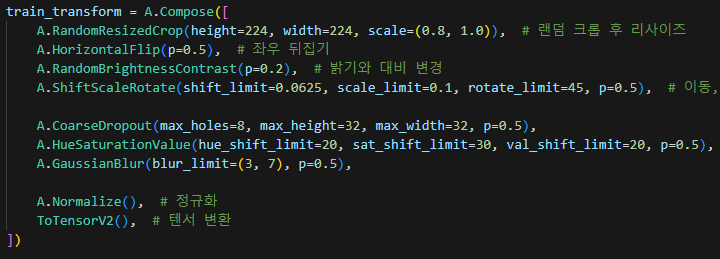 train_transform = A.Compose([
    A.RandomResizedCrop(height=224, width=224, scale=(0.8, 1.0)),  # 랜덤 크롭 후 리사이즈
    A.HorizontalFlip(p=0.5),  # 좌우 뒤집기
    A.RandomBrightnessContrast(p=0.2),  # 밝기와 대비 변경
    A.ShiftScaleRotate(shift_limit=0.0625, scale_limit=0.1, rotate_limit=45, p=0.5),  # 이동,
    A.CoarseDropout(max_holes=8, max_height=32, max_width=32, p=0.5),
    A.HueSaturationValue(hue_shift_limit=20, sat_shift_limit=30, val_shift_limit=20, p=0.5),
    A.GaussianBlur(blur_limit=(3, 7), p=0.5),
    A.Normalize(),  # 정규화
    ToTensorV2(),  # 텐서 변환
])